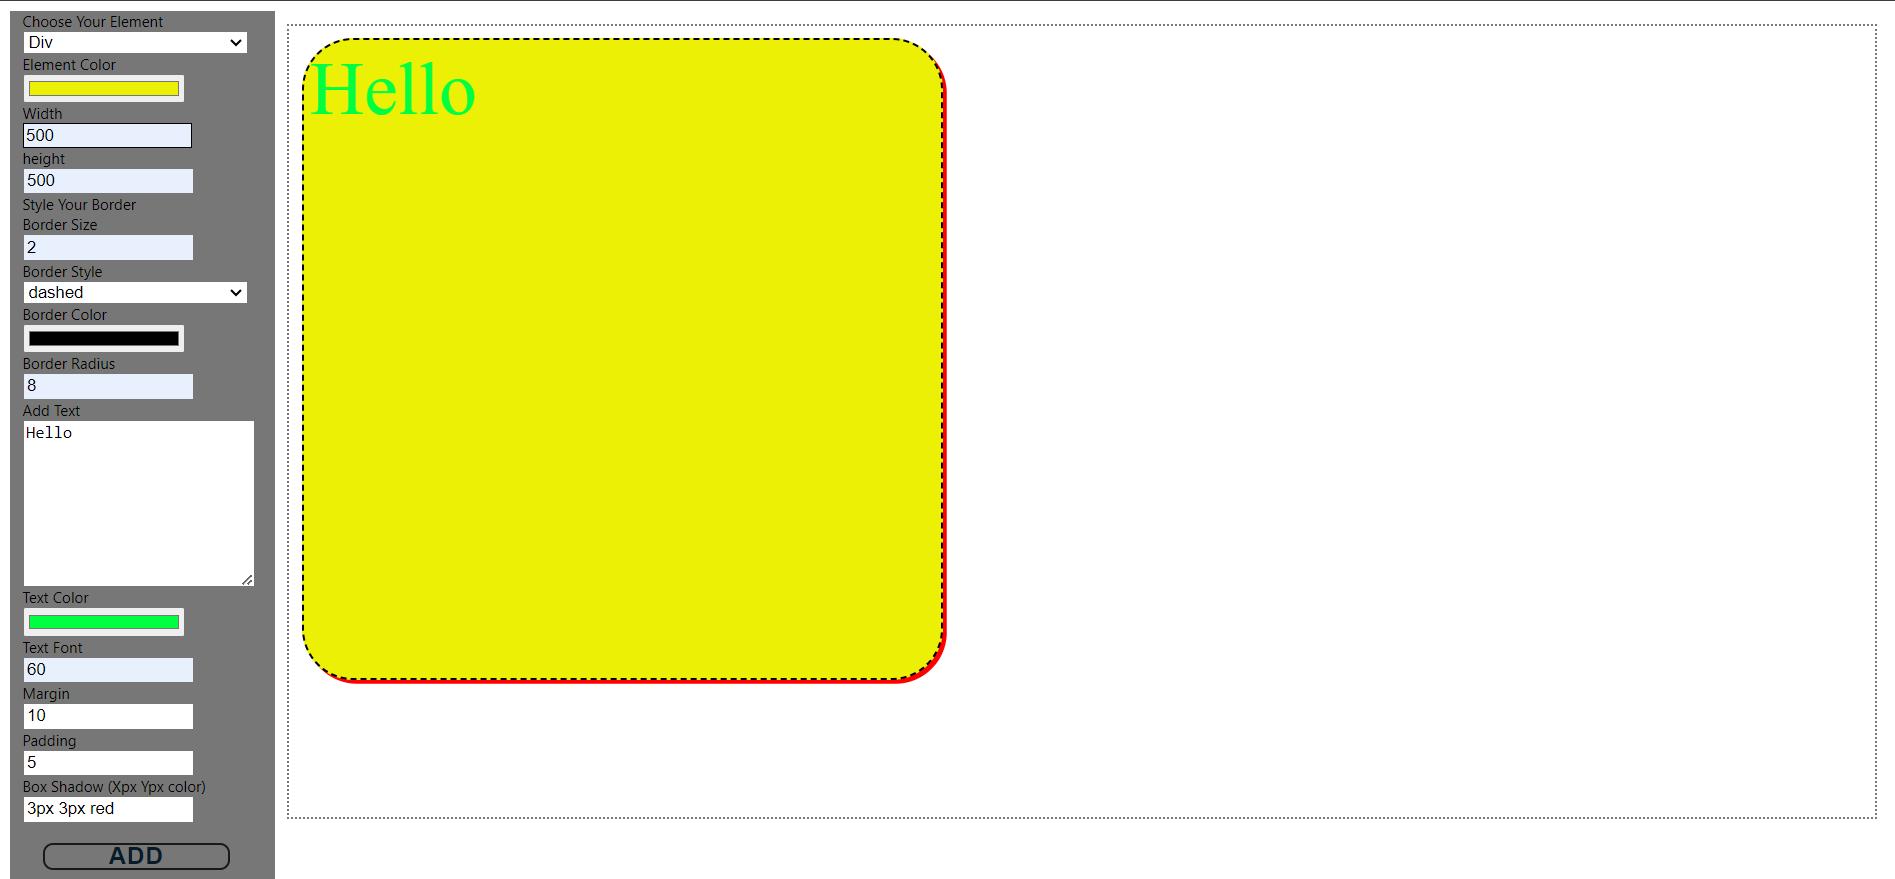 Choose Your Element
Div
Element Color
Width
500
height
500
Style Your Border
Border Size
2
Border Style
dashed
Border Color
Border Radius
8
Add Text
Hello
Text Color
Text Font
60
Margin
10
Padding
5
Box Shadow (Xpx Ypx color)
3px 3px red
ADD
Hello